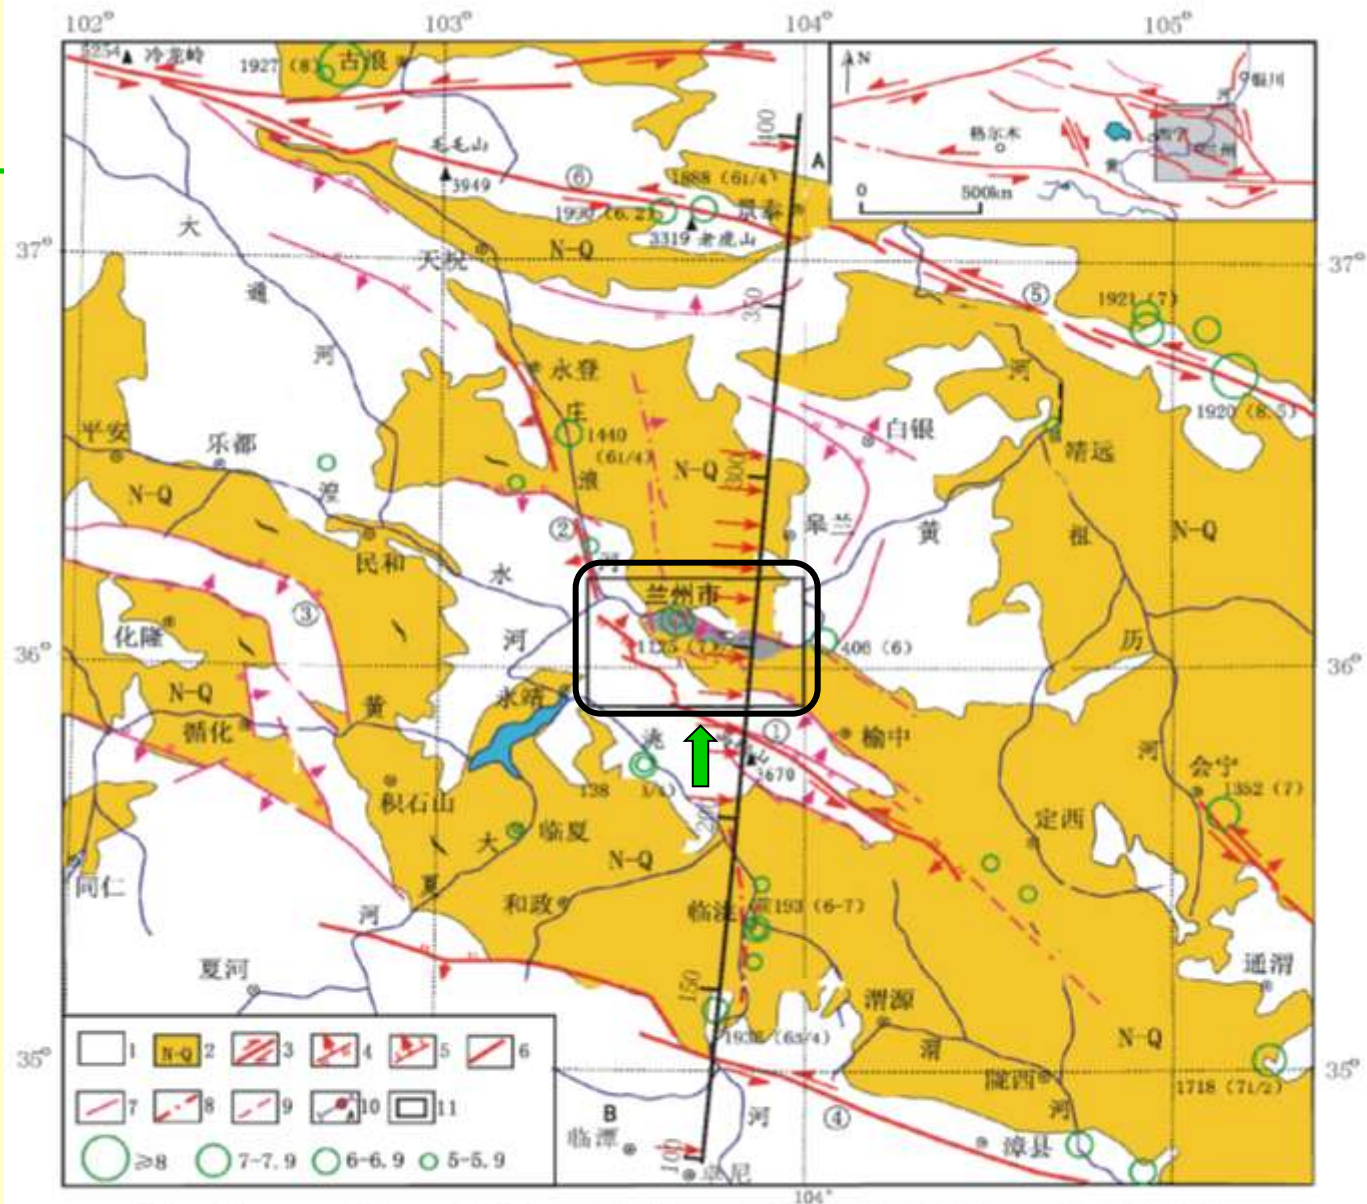 102°
103°
104°
105°
5254
冷龙岭
1927 (8)
古浪
100
A
N
银川
河
格尔木
西宁
兰州
黄
0
500km
毛毛山
3949
⑥
1888 (61/4)
1990 (6.2)
景泰
3319 老虎山
大
N-Q
37°
天祝
37°
通
350
⑤
1921 (7)
河
河
永登
1920 (8.5)
庄
白银
平安
乐都
1440
(61/4)
靖远
湟
浪
N-Q
300
N-Q
②
皋兰
黄
祖
N-Q
民和
水
河
③
兰州市
化隆
河
1125 (7)
406 (6)
历
36°
36°
N-Q
永靖
黄
循化
洮
①
榆中
河
3670
会宁
积石山
138
1352 (7)
临夏
定西
大
N-Q
同仁
夏
和政
临洮
193 (6-7)
河
夏河
150
渭源
通渭
1936 (63/4)
N-Q
渭
1
N-Q 2
3
4
5
6
35°
35°
陇西
1718 (71/2)
7
8
9
A 10
11
B
河
④
河
临潭
漳县
≥8
7-7.9
6-6.9
5-5.9
100
卓尼
104°